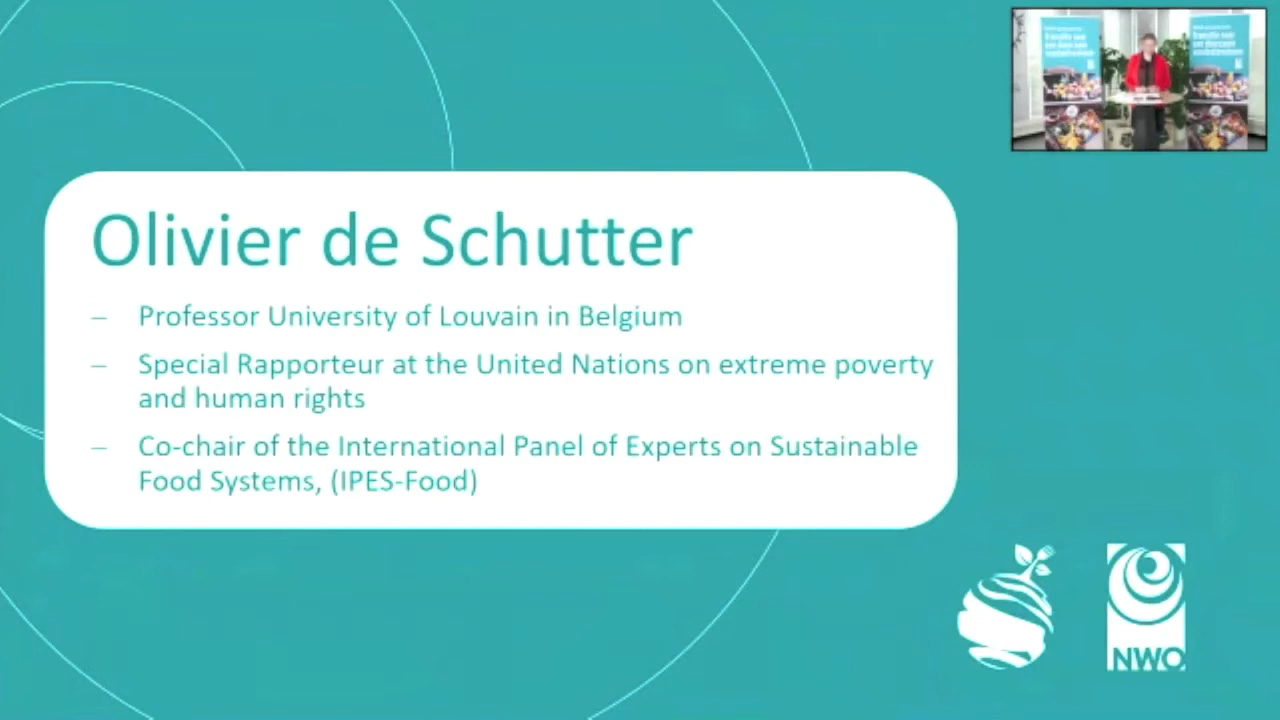 Olivier de Schutter
– Professor University of Louvain in Belgium
– Special Rapporteur at the United Nations on extreme poverty
and human rights
– Co-chair of the International Panel of Experts on Sustainable
Food Systems, (IPES-Food)
NWO